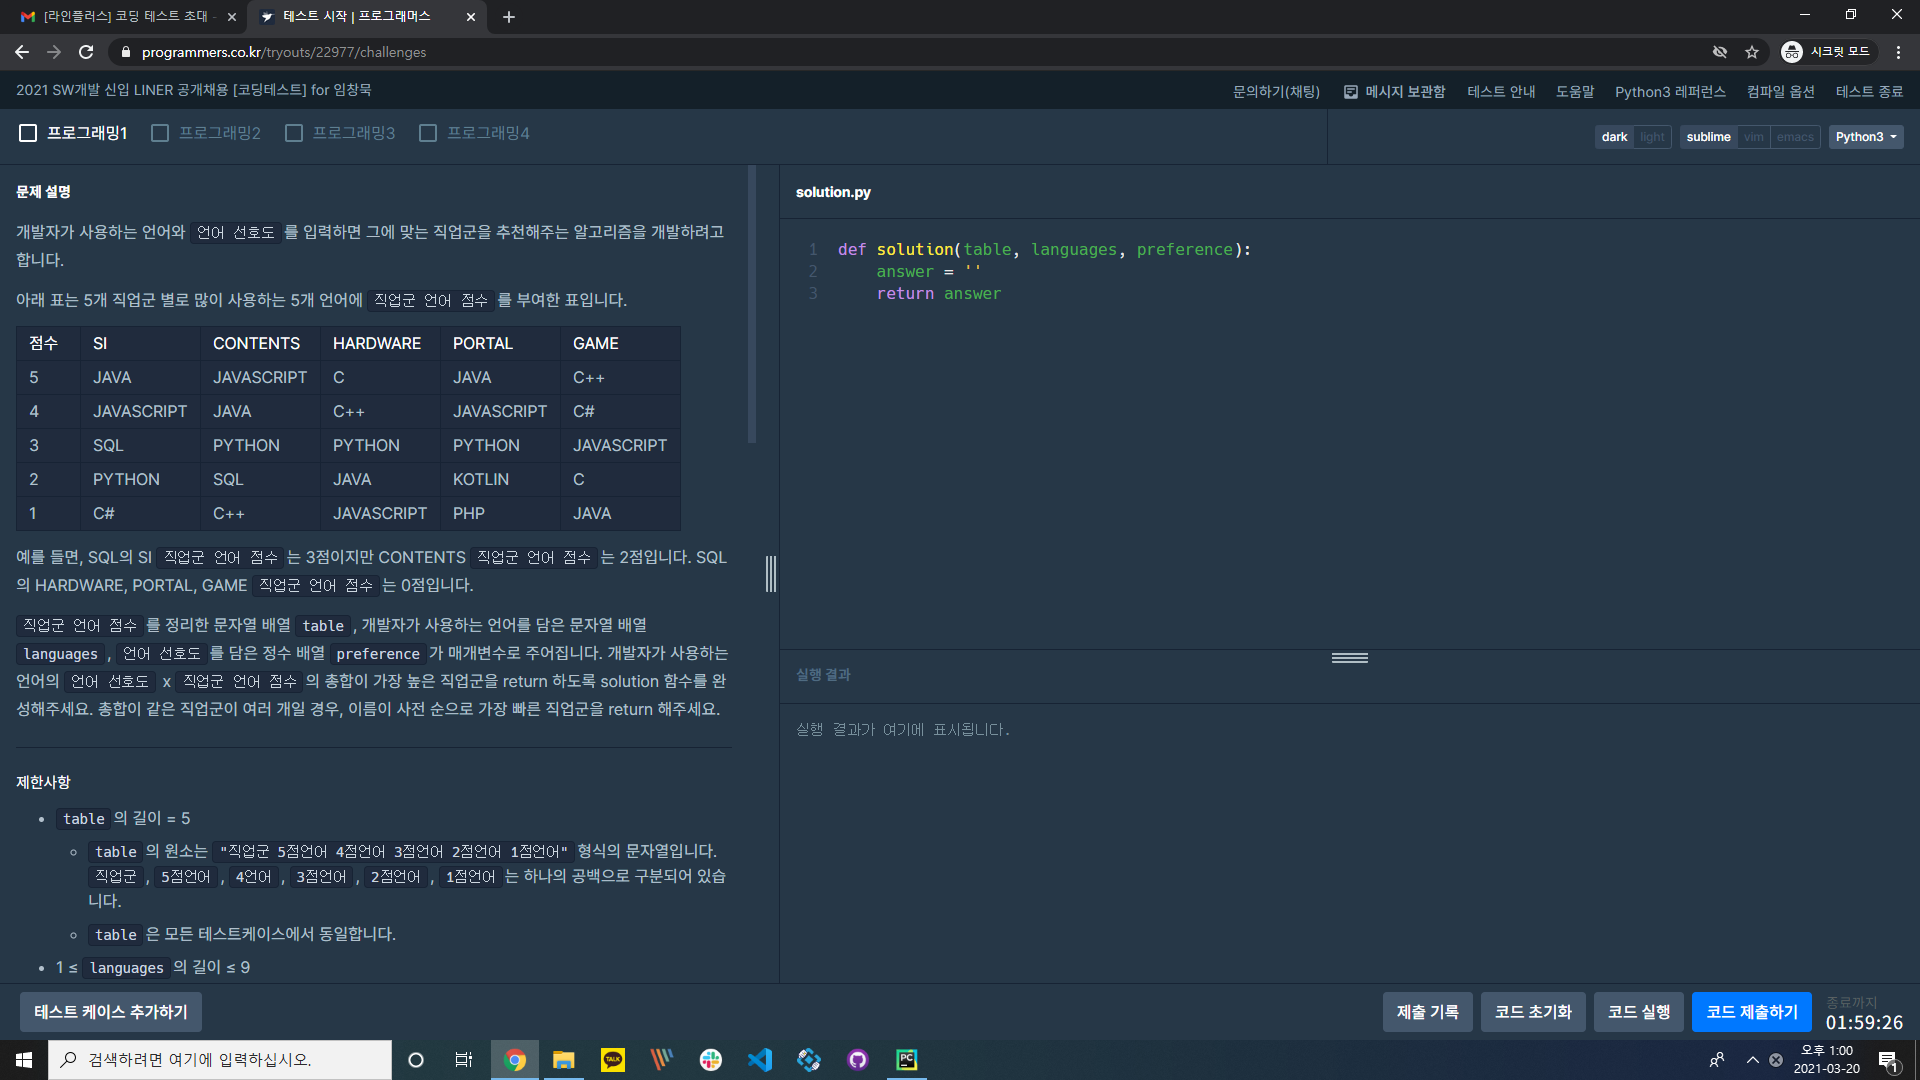 [라인플러스] 코딩 테스트 초대 -
테스트 시작 | 프로그래머스
programmers.co.kr/tryouts/22977/challenges
시크릿 모드
2021 SW개발 신입 LINER 공개채용 [코딩테스트] for 임창묵
문의하기(채팅) 메시지 보관함 테스트 안내 도움말 Python3 레퍼런스 컴파일 옵션 테스트 종료
프로그래밍1 프로그래밍2 프로그래밍3 프로그래밍4
dark light sublime vim emacs Python3
문제 설명
개발자가 사용하는 언어와 언어 선호도 를 입력하면 그에 맞는 직업군을 추천해주는 알고리즘을 개발하려고
합니다.
아래 표는 5개 직업군 별로 많이 사용하는 5개 언어에 직업군 언어 점수 를 부여한 표입니다.
점수 SI CONTENTS HARDWARE PORTAL GAME
5 JAVA JAVASCRIPT C JAVA C++
4 JAVASCRIPT JAVA C++ JAVASCRIPT C#
3 SQL PYTHON PYTHON PYTHON JAVASCRIPT
2 PYTHON SQL JAVA KOTLIN C
1 C# C++ JAVASCRIPT PHP JAVA
예를 들면, SQL의 SI 직업군 언어 점수 는 3점이지만 CONTENTS 직업군 언어 점수 는 2점입니다. SQL
의 HARDWARE, PORTAL, GAME 직업군 언어 점수 는 0점입니다.
직업군 언어 점수 를 정리한 문자열 배열 table , 개발자가 사용하는 언어를 담은 문자열 배열
languages , 언어 선호도 를 담은 정수 배열 preference 가 매개변수로 주어집니다. 개발자가 사용하는
언어의 언어 선호도 x 직업군 언어 점수 의 총합이 가장 높은 직업군을 return 하도록 solution 함수를 완
성해주세요. 총합이 같은 직업군이 여러 개일 경우, 이름이 사전 순으로 가장 빠른 직업군을 return 해주세요.
제한사항
• table 의 길이 = 5
◦ table 의 원소는 "직업군 5점언어 4점언어 3점언어 2점언어 1점언어" 형식의 문자열입니다.
직업군 , 5점언어 , 4언어 , 3점언어 , 2점언어 , 1점언어 는 하나의 공백으로 구분되어 있습
니다.
◦ table 은 모든 테스트케이스에서 동일합니다.
• 1 ≤ languages 의 길이 ≤ 9
solution.py
1 def solution(table, languages, preference):
2 answer = ''
3 return answer
실행 결과
실행 결과가 여기에 표시됩니다.
테스트 케이스 추가하기
제출 기록 코드 초기화 코드 실행 코드 제출하기
종료까지
01:59:26
검색하려면 여기에 입력하십시오.
TALK
PC
오후 1:00
2021-03-20
1